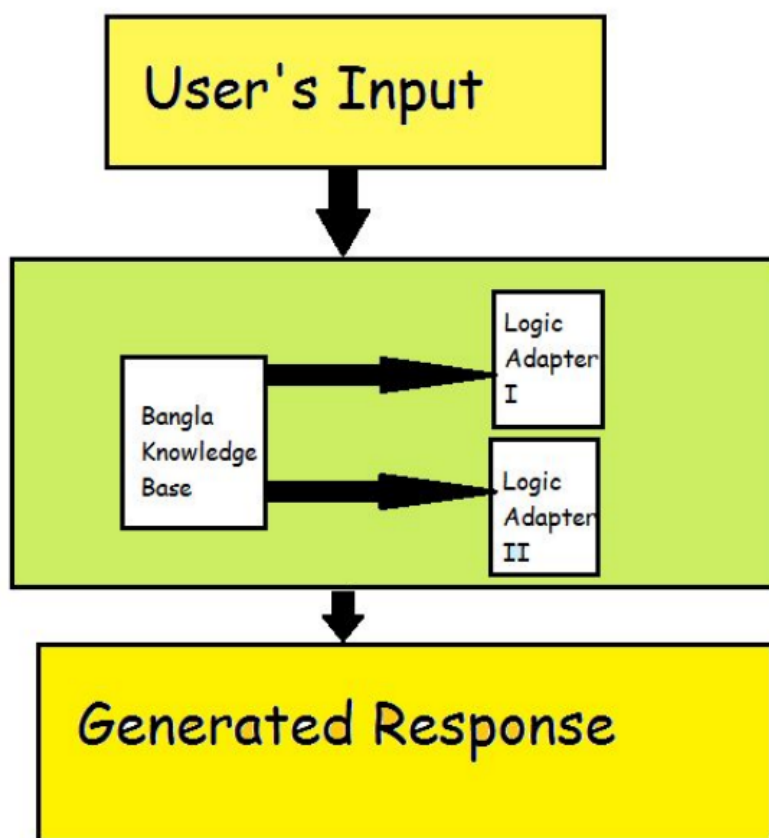 User's Input
Logic
Adapter
I
Bangla
Knowledge
Base
Logic
Adapter
II
Generated Response